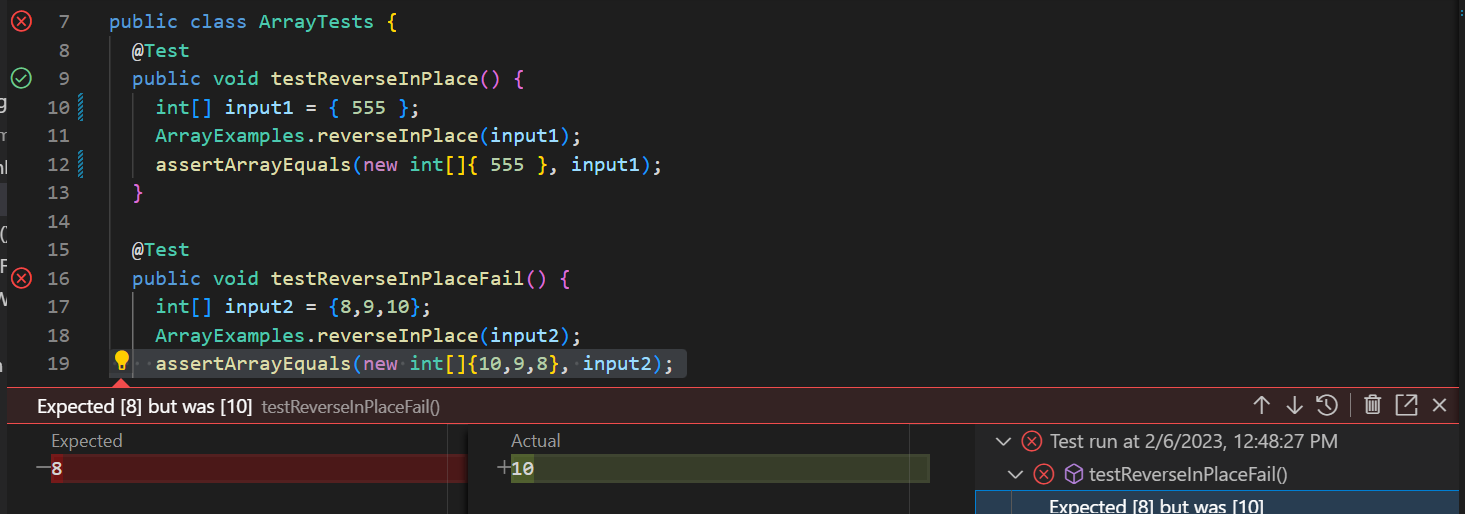 7 public class ArrayTests {
8 @Test
9 public void testReverseInPlace() {
10 int[] input1 = { 555 };
11 ArrayExamples.reverseInPlace(input1);
12 assertArrayEquals(new int[]{ 555 }, input1);
13 }
14
15 @Test
16 public void testReverseInPlaceFail() {
17 int[] input2 = {8,9,10};
18 ArrayExamples.reverseInPlace(input2);
19 assertArrayEquals(new int[]{10,9,8}, input2);
Expected [8] but was [10] testReverseInPlaceFail()
Expected
Actual
Test run at 2/6/2023, 12:48:27 PM
−8
+10
testReverseInPlaceFail()
Expected [8] but was [10]